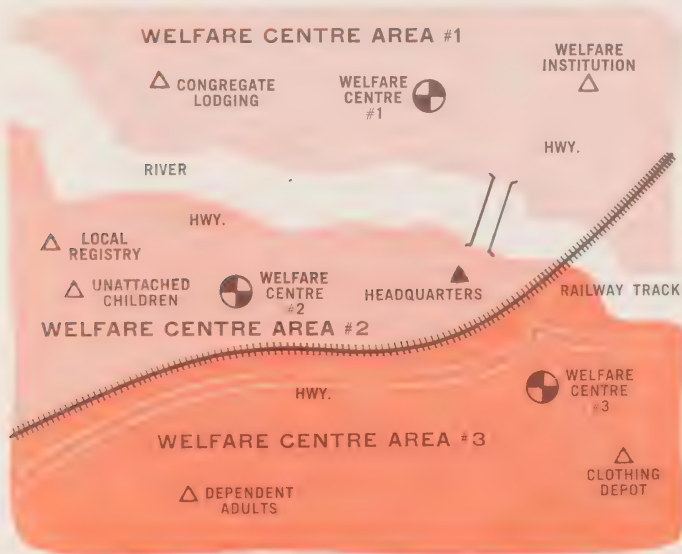 WELFARE CENTRE AREA #1
CONGREGATE
LODGING
WELFARE
CENTRE
#1
WELFARE
INSTITUTION
HWY.
RIVER
HWY.
LOCAL
REGISTRY
UNATTACHED
CHILDREN
WELFARE
CENTRE
#2
HEADQUARTERS
RAILWAY TRACK
WELFARE CENTRE AREA #2
HWY.
WELFARE
CENTRE
#3
WELFARE CENTRE AREA #3
DEPENDENT
ADULTS
CLOTHING
DEPOT